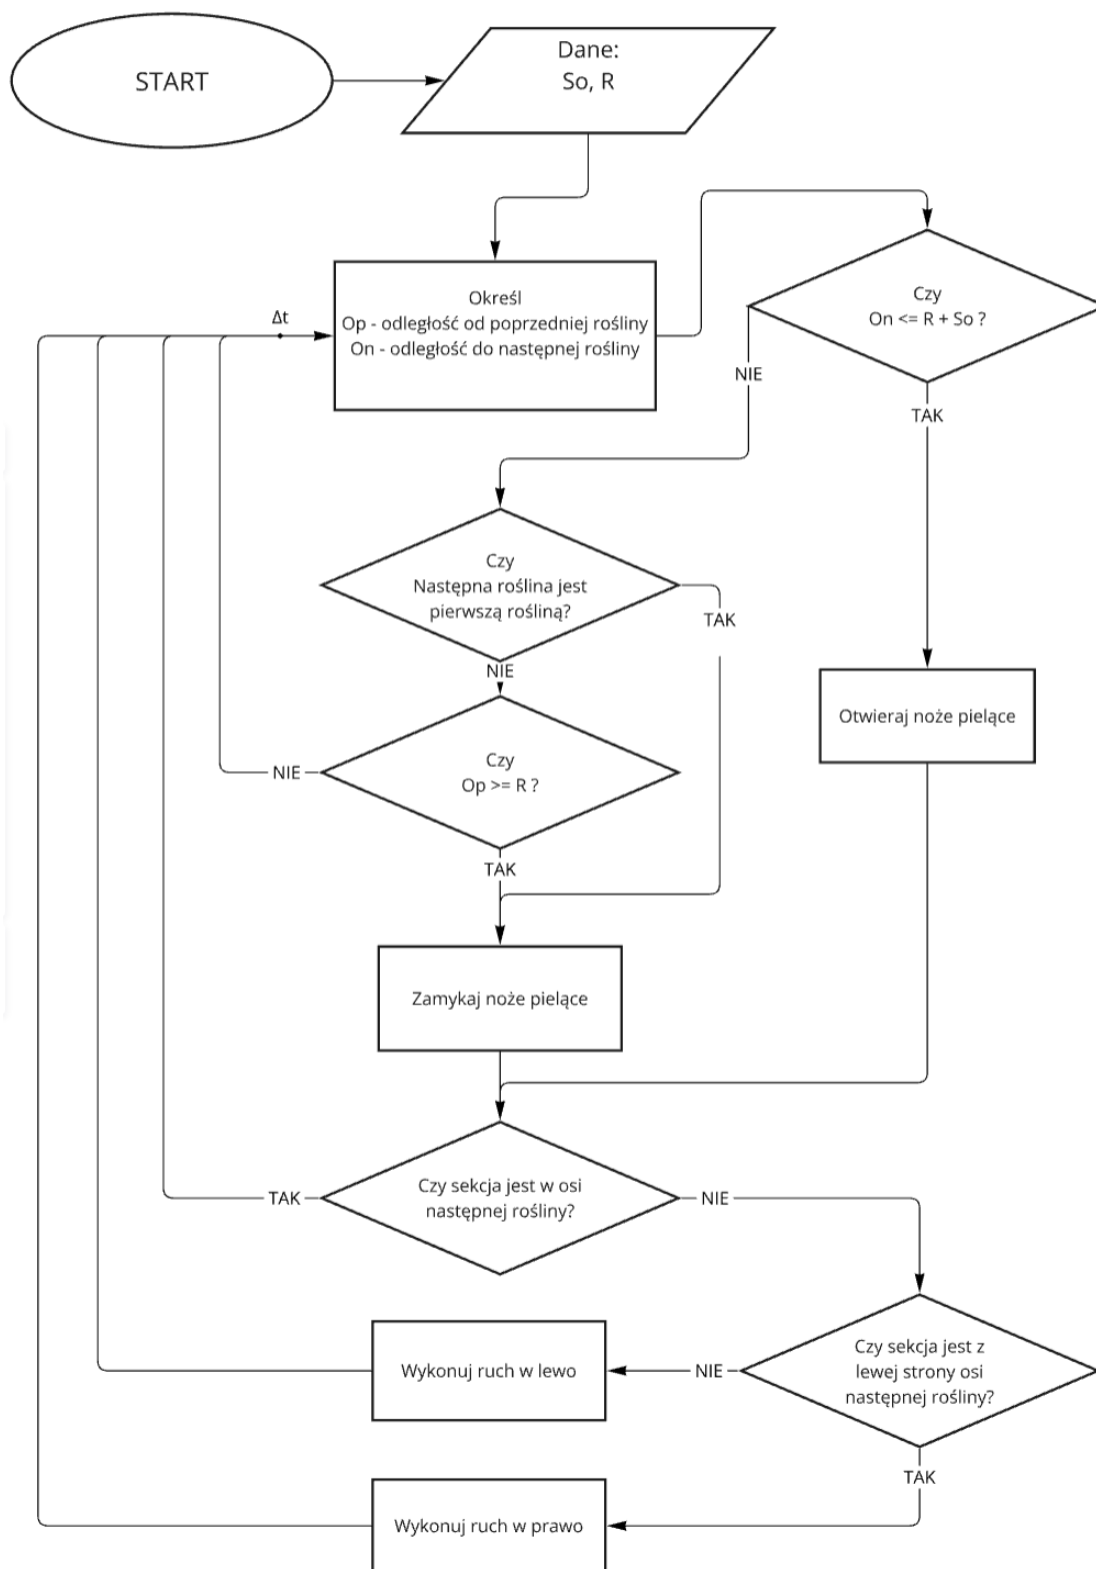 START
Dane:
So, R
Δt
Określ
Op - odległość od poprzedniej rośliny
On - odległość do następnej rośliny
Czy
On <= R + So ?
NIE
TAK
Czy
Następna roślina jest
pierwszą rośliną?
TAK
NIE
Otwieraj noże pielące
Czy
Op >= R ?
NIE
TAK
Zamykaj noże pielące
Czy sekcja jest w osi
następnej rośliny?
TAK
NIE
Czy sekcja jest z
lewej strony osi
następnej rośliny?
NIE
Wykonuj ruch w lewo
TAK
Wykonuj ruch w prawo